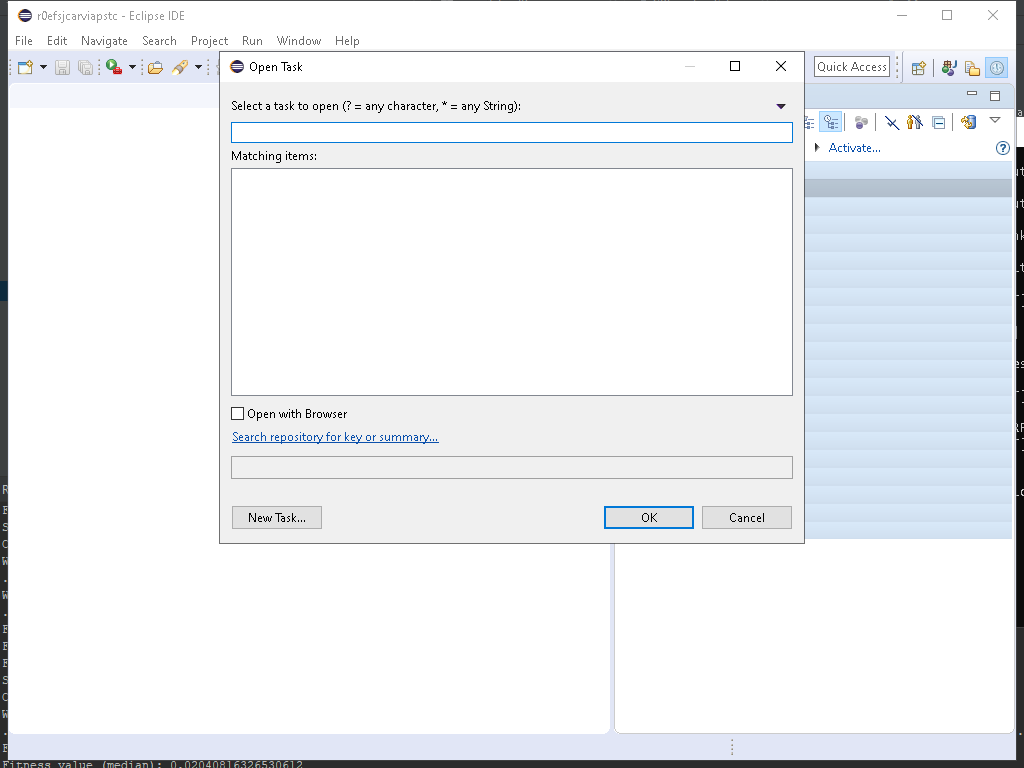 r0efsjcarviapstc - Eclipse IDE
File Edit Navigate Search Project Run Window Help
Quick Access
Open Task
Select a task to open (? = any character, * = any String):
Matching items:
Activate...
Open with Browser
Search repository for key or summary...
New Task...
OK
Cancel
Fitness value (median): 0.02040816326530612